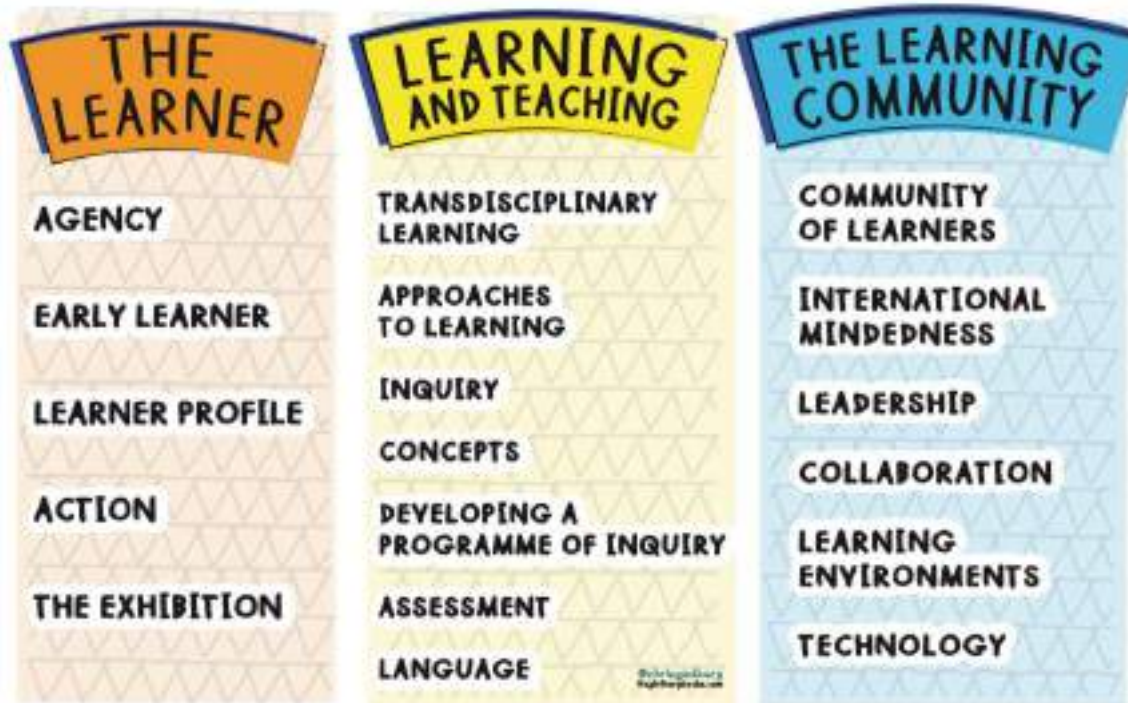 THE
LEARNER
AGENCY
EARLY LEARNER
LEARNER PROFILE
ACTION
THE EXHIBITION
LEARNING
AND TEACHING
TRANSDISCIPLINARY
LEARNING
APPROACHES
TO LEARNING
INQUIRY
CONCEPTS
DEVELOPING A
PROGRAMME OF INQUIRY
ASSESSMENT
LANGUAGE
THE LEARNING
COMMUNITY
COMMUNITY
OF LEARNERS
INTERNATIONAL
MINDEDNESS
LEADERSHIP
COLLABORATION
LEARNING
ENVIRONMENTS
TECHNOLOGY